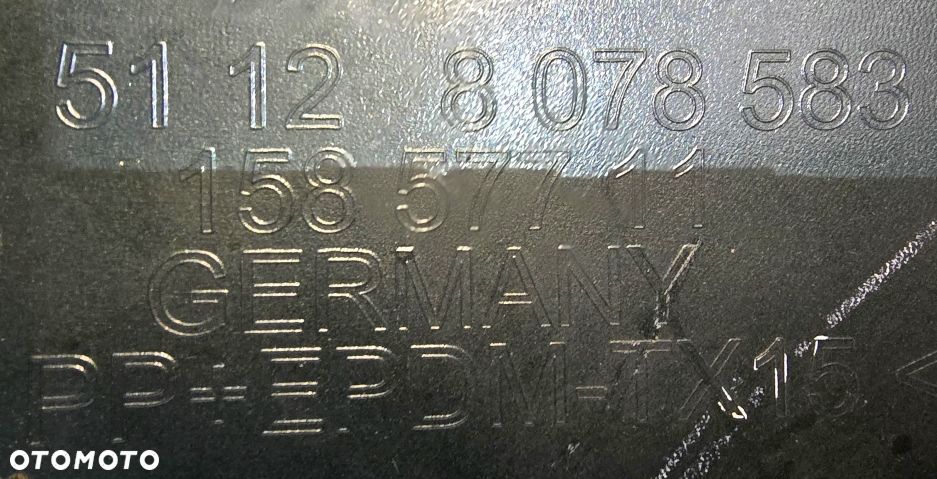 51 12 8 078 583
158 577 11
GERMANY
PP+EPDM-TX15 <
OTOMOTO